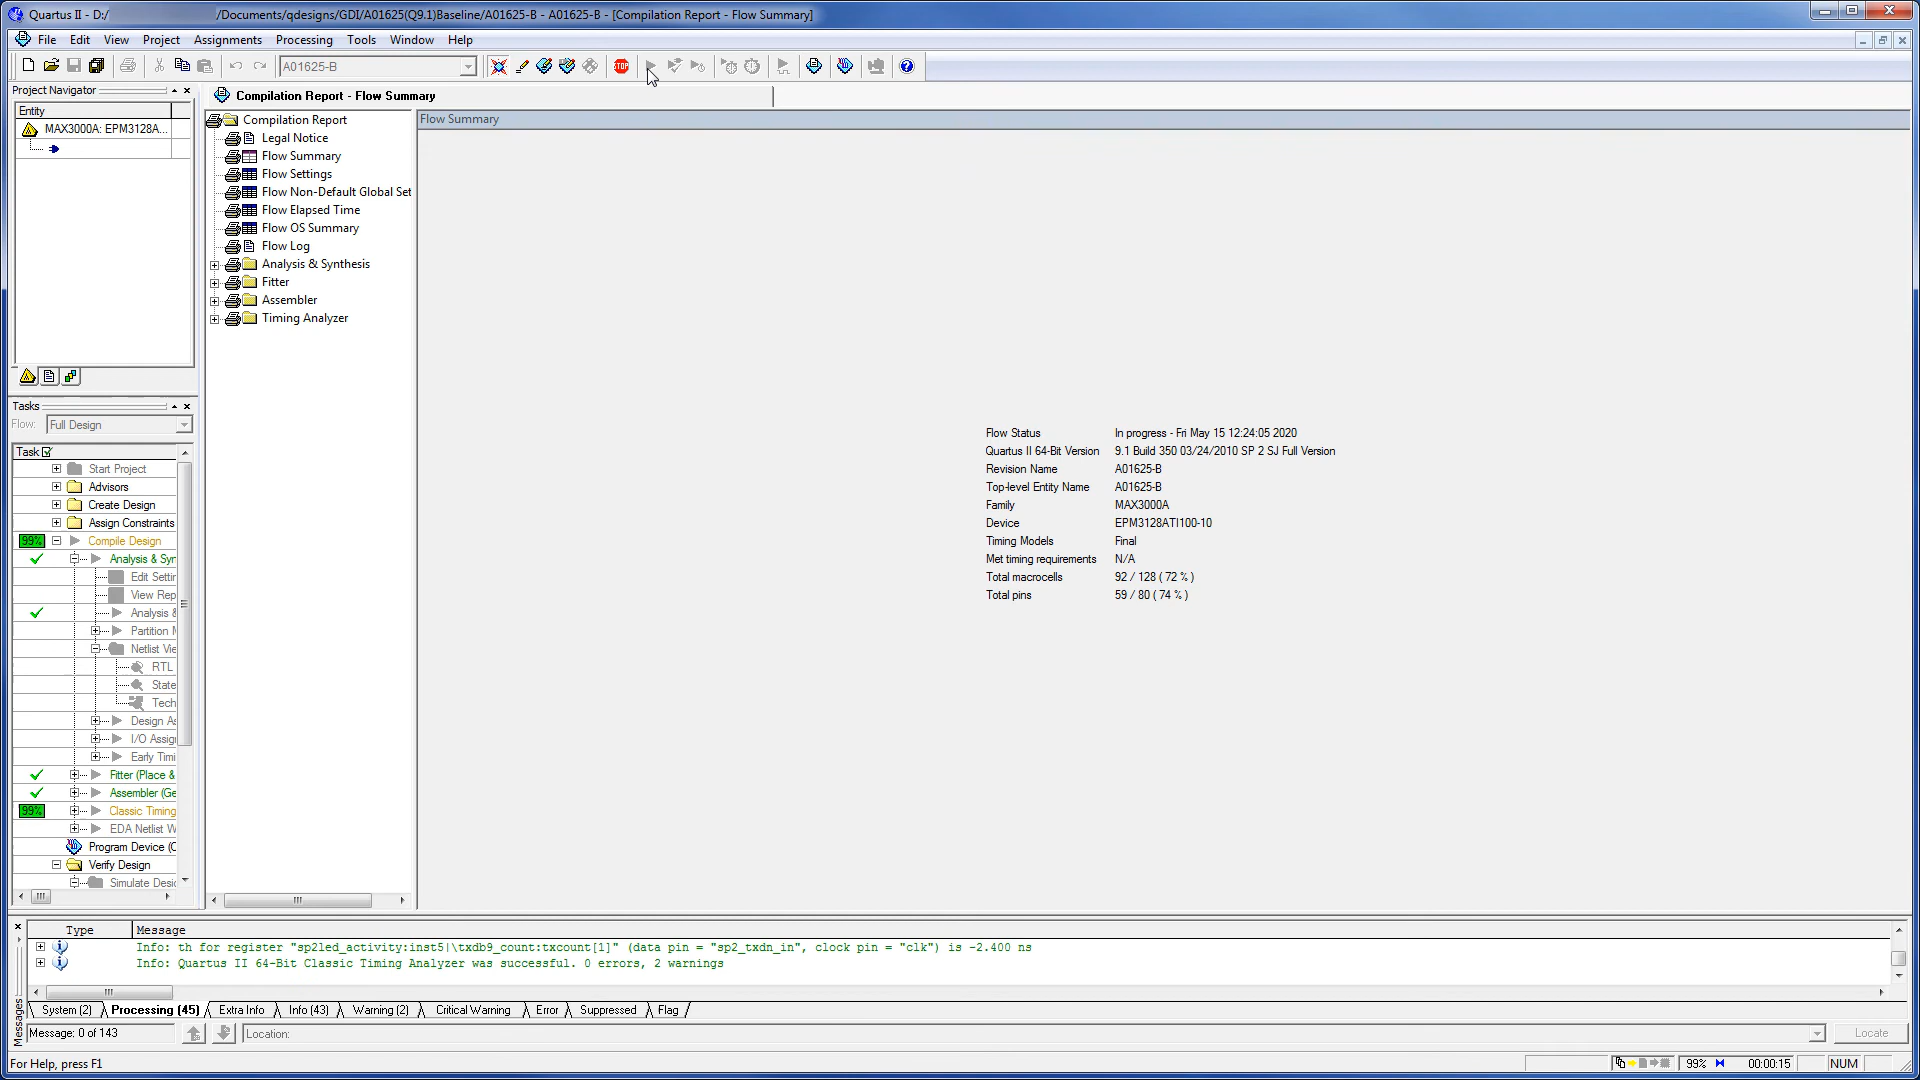 Quartus II - D:/ /Documents/qdesigns/GDI/A01625(Q9.1)Baseline/A01625-B - A01625-B - [Compilation Report - Flow Summary]
File Edit View Project Assignments Processing Tools Window Help
A01625-B
STOP
Project Navigator
Compilation Report - Flow Summary
Entity
MAX3000A: EPM3128A...
Compilation Report
Legal Notice
Flow Summary
Flow Settings
Flow Non-Default Global Set
Flow Elapsed Time
Flow OS Summary
Flow Log
Analysis & Synthesis
Fitter
Assembler
Timing Analyzer
Flow Summary
Flow Status In progress - Fri May 15 12:24:05 2020
Quartus II 64-Bit Version 9.1 Build 350 03/24/2010 SP 2 SJ Full Version
Revision Name A01625-B
Top-level Entity Name A01625-B
Family MAX3000A
Device EPM3128ATI100-10
Timing Models Final
Met timing requirements N/A
Total macrocells 92 / 128 ( 72 % )
Total pins 59 / 80 ( 74 % )
Tasks
Flow: Full Design
Task
Start Project
Advisors
Create Design
Assign Constraints
99% Compile Design
Analysis & Syn
Edit Settin
View Rep
Analysis &
Partition M
Netlist Vie
RTL
State
Tech
Design As
I/O Assig
Early Timi
Fitter (Place &
Assembler (Ge
99% Classic Timing
EDA Netlist W
Program Device (O
Verify Design
Simulate Desi
Type Message
Info: th for register "sp2led_activity:inst5|\txdb9_count:txcount[1]" (data pin = "sp2_txdn_in", clock pin = "clk") is -2.400 ns
Info: Quartus II 64-Bit Classic Timing Analyzer was successful. 0 errors, 2 warnings
System (2) Processing (45) Extra Info Info (43) Warning (2) Critical Warning Error Suppressed Flag
Messages
Message: 0 of 143 Location: Locate
For Help, press F1 99% 00:00:15 NUM